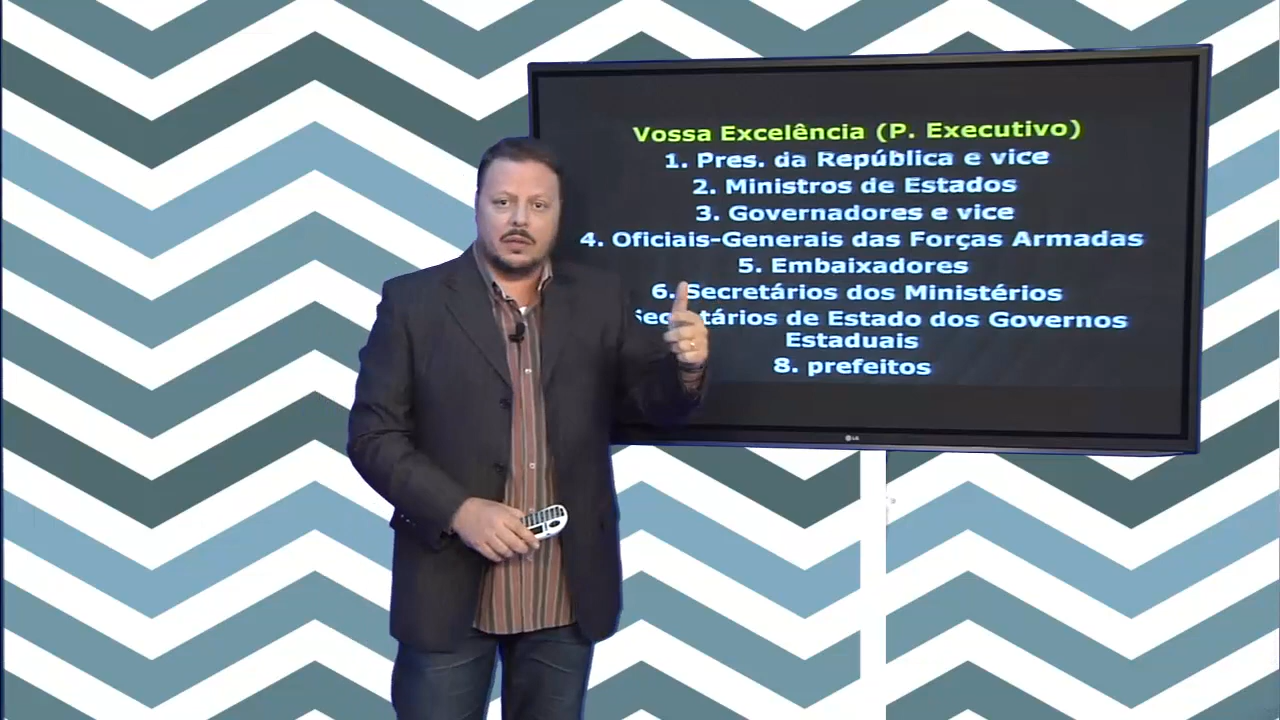 Vossa Excelência (P. Executivo)
1. Pres. da República e vice
2. Ministros de Estados
3. Governadores e vice
4. Oficiais-Generais das Forças Armadas
5. Embaixadores
6. Secretários dos Ministérios
Secretários de Estado dos Governos
Estaduais
8. prefeitos
LG